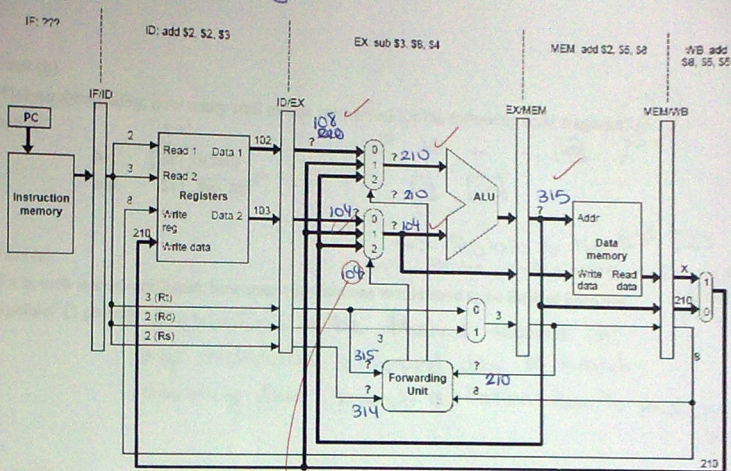 IF: ???
ID: add $2, $2, $3
EX sub $3, $8, $4
MEM add $2, $5, $8
WB add
$8, $5, $5
IF/ID
ID/EX
EX/MEM
MEM/WB
PC
Instruction
memory
2
3
8
210
Read 1 Data 1
Read 2
Registers
Write Data 2
reg
Write data
102
103
108
?
0
1
2
? 210
? 210
ALU
104?
0
1
2
? 104
104
315
?
Addr
Data
memory
Write Read
data data
X
210
1
0
3 (Rt)
2 (Rd)
2 (Rs)
3
0
1
3
315
?
?
314
Forwarding
Unit
?
210
8
8
210